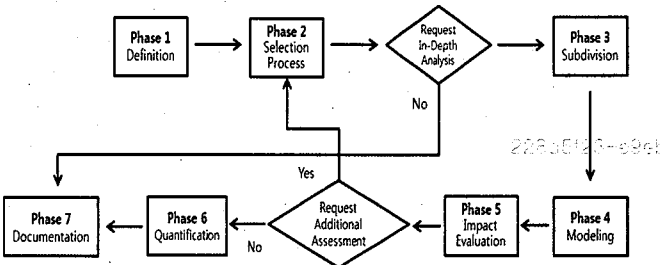 Phase 1
Definition
Phase 2
Selection
Process
Request
In-Depth
Analysis
Phase 3
Subdivision
No
Yes
Phase 7
Documentation
Phase 6
Quantification
No
Request
Additional
Assessment
Phase 5
Impact
Evaluation
Phase 4
Modeling